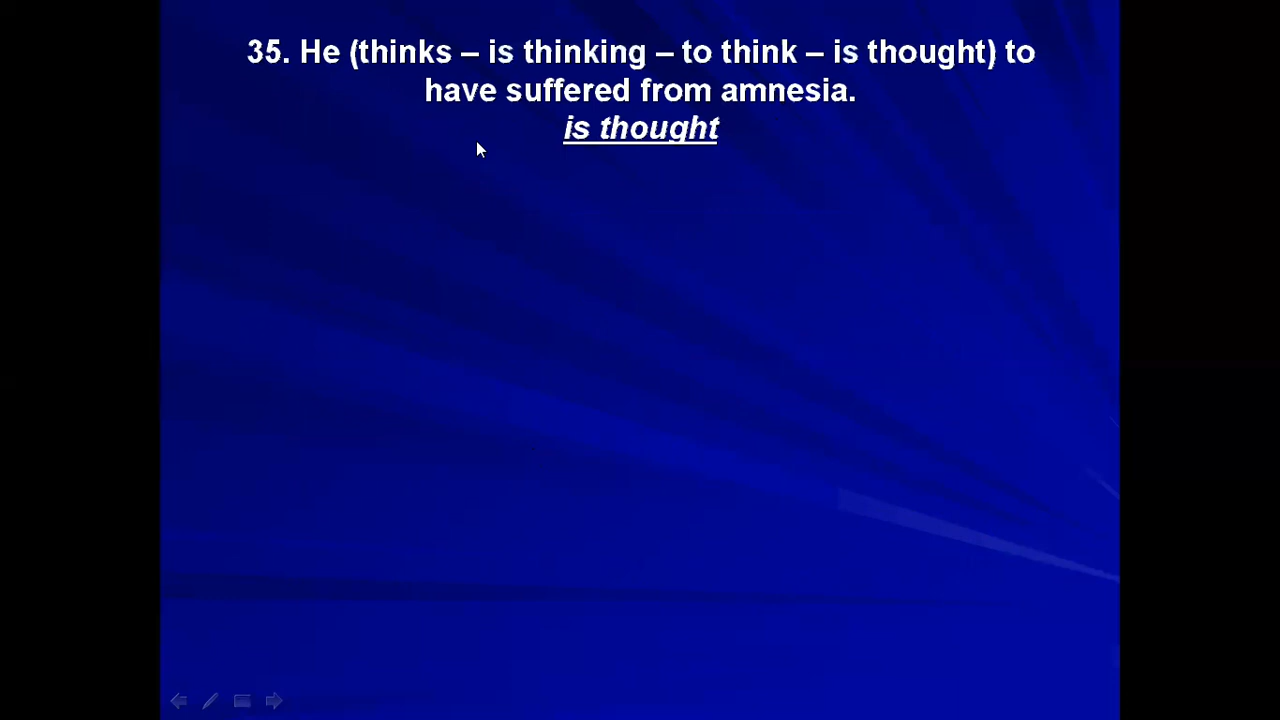 35. He (thinks – is thinking – to think – is thought) to
have suffered from amnesia.
is thought